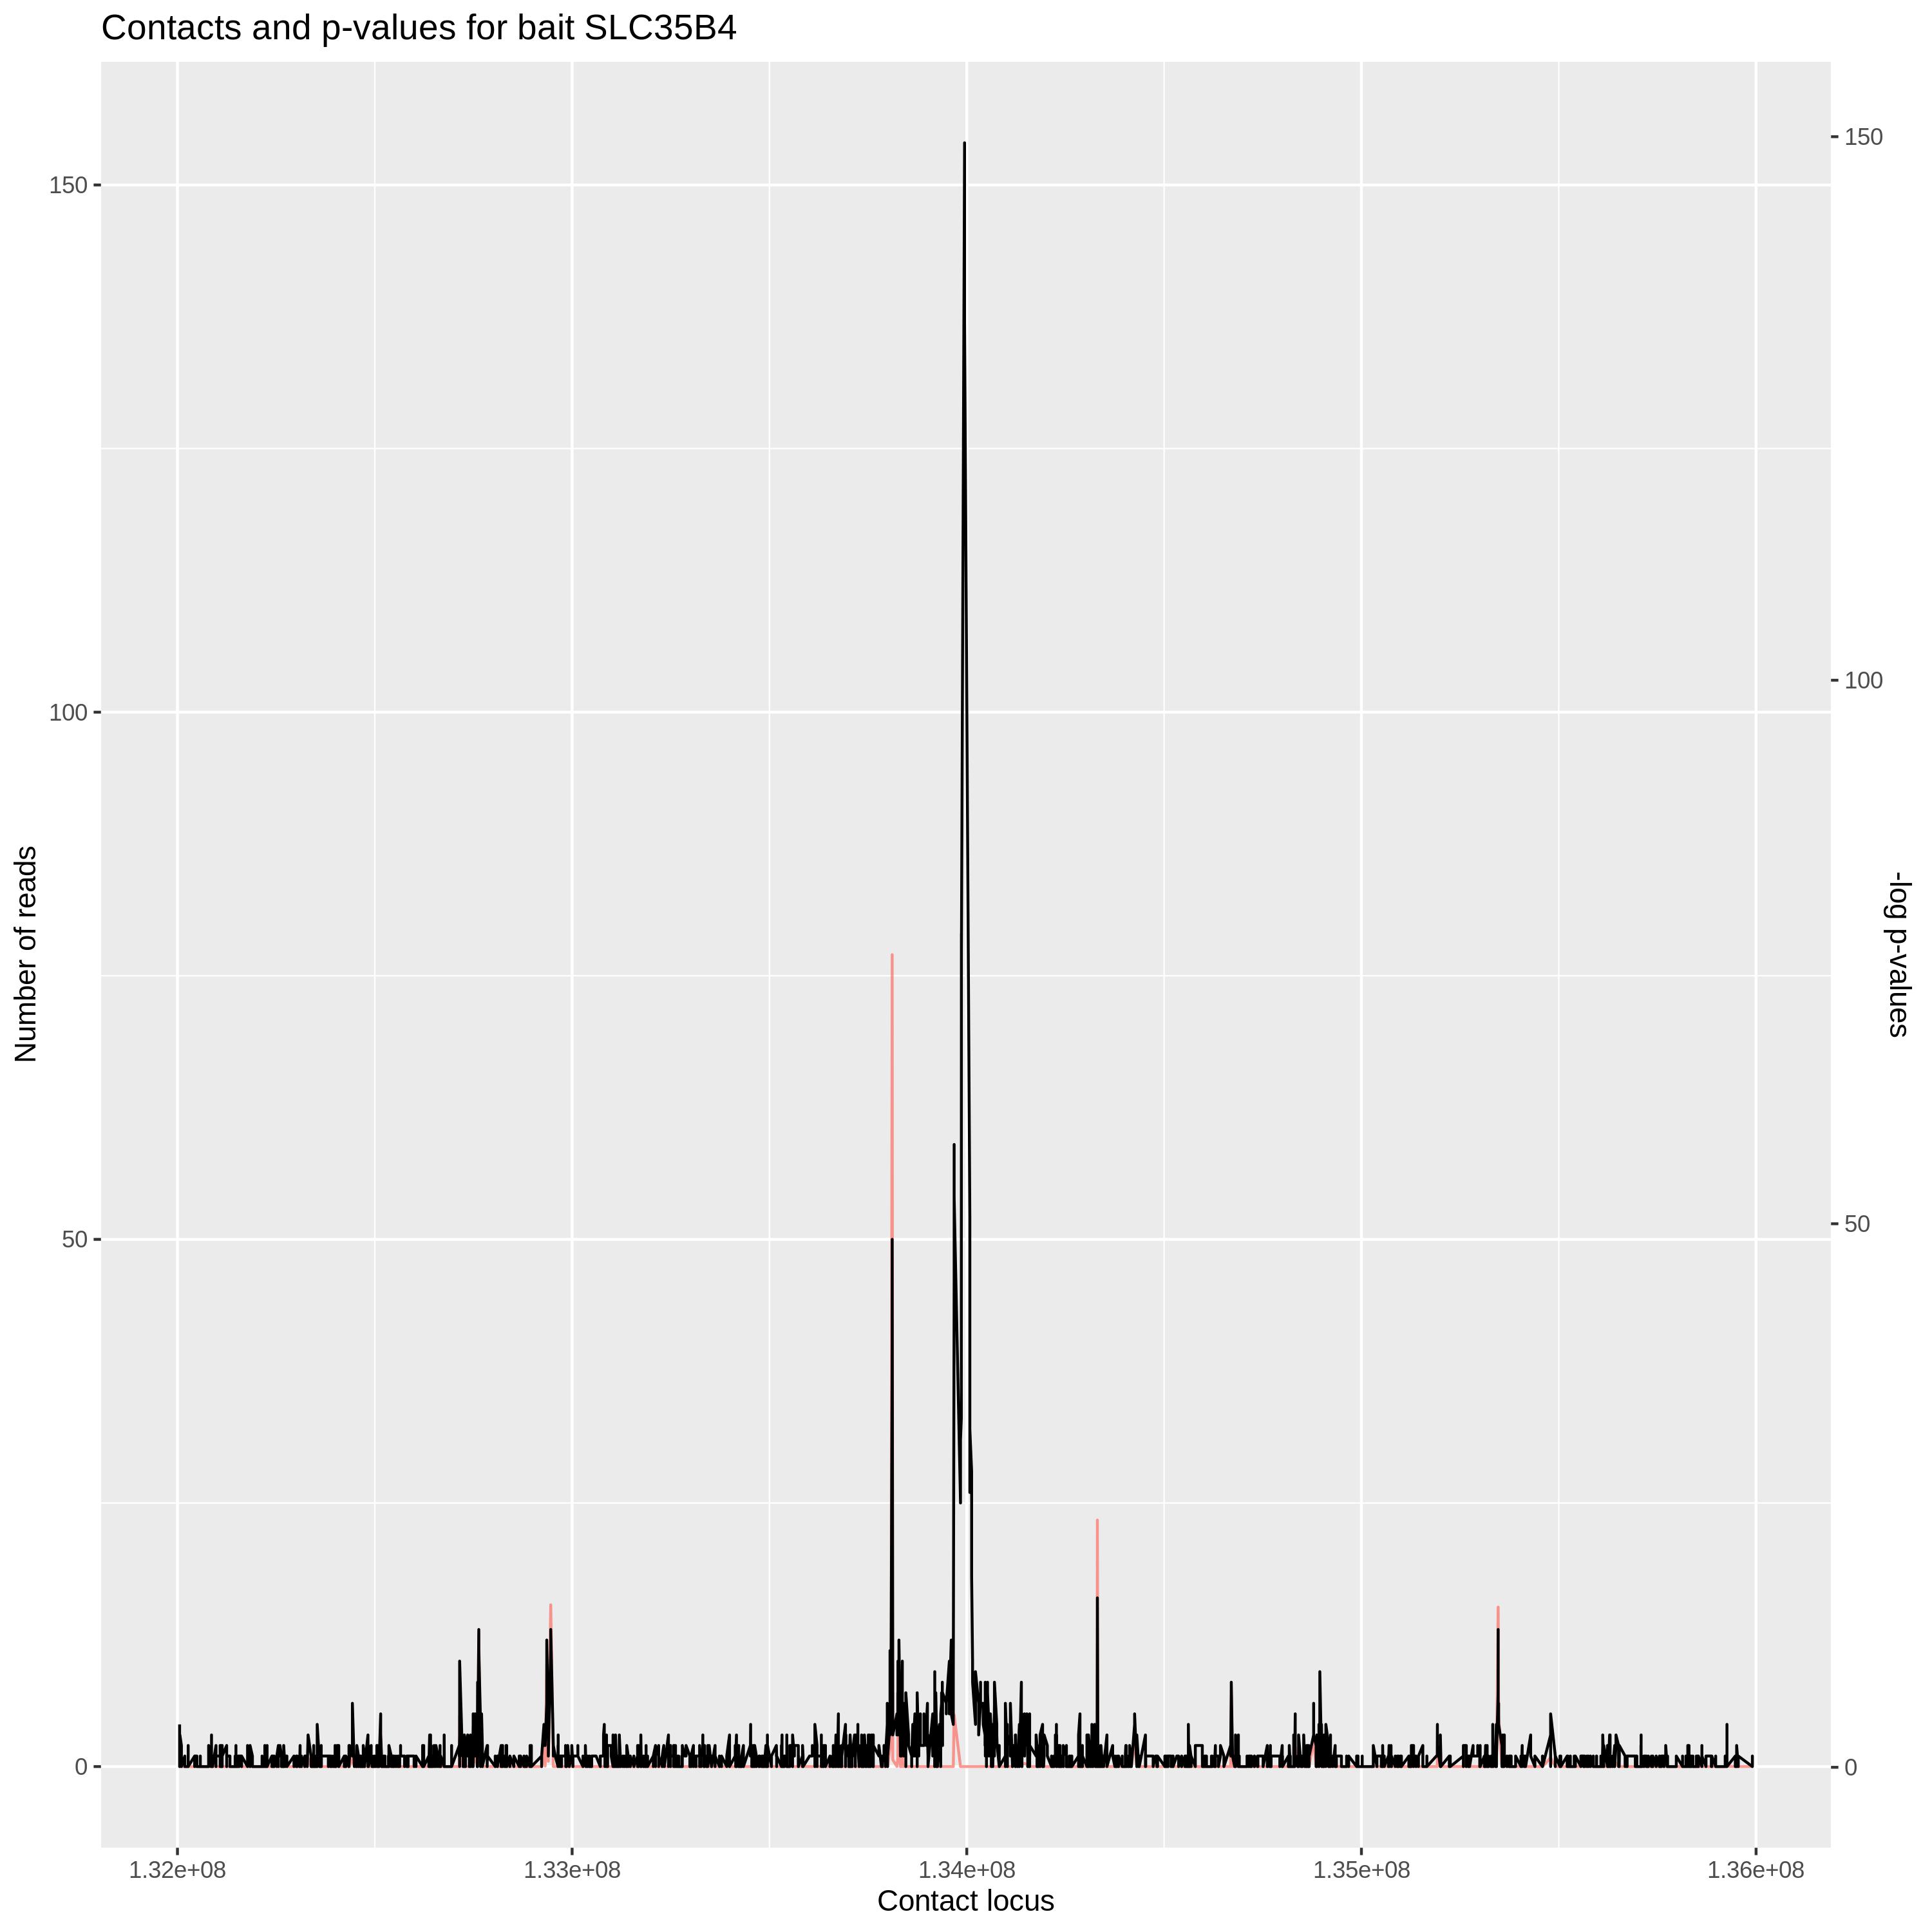 Contacts and p-values for bait SLC35B4
150
100
50
0
Number of reads
150
100
50
0
-log p-values
1.32e+08 1.33e+08 1.34e+08 1.35e+08 1.36e+08
Contact locus